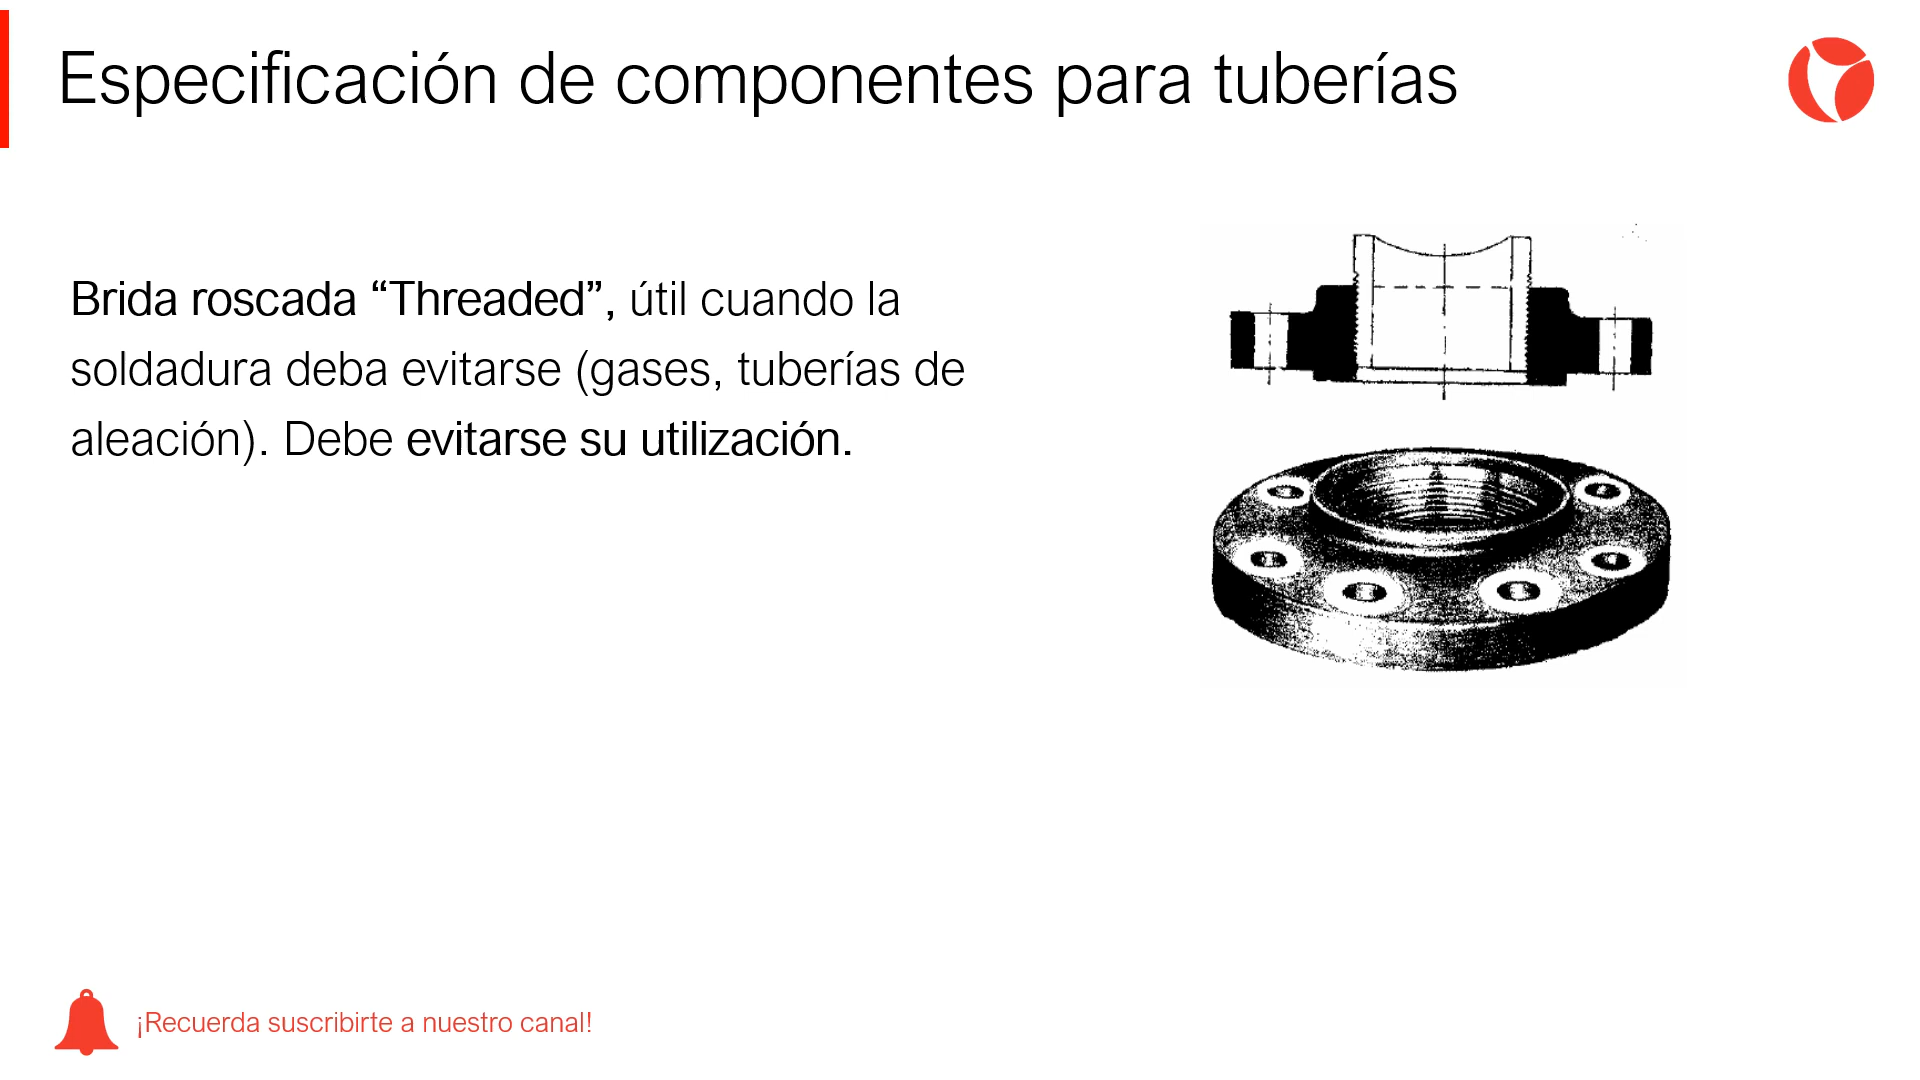 Especificación de componentes para tuberías
Brida roscada “Threaded”, útil cuando la
soldadura deba evitarse (gases, tuberías de
aleación). Debe evitarse su utilización.
¡Recuerda suscribirte a nuestro canal!